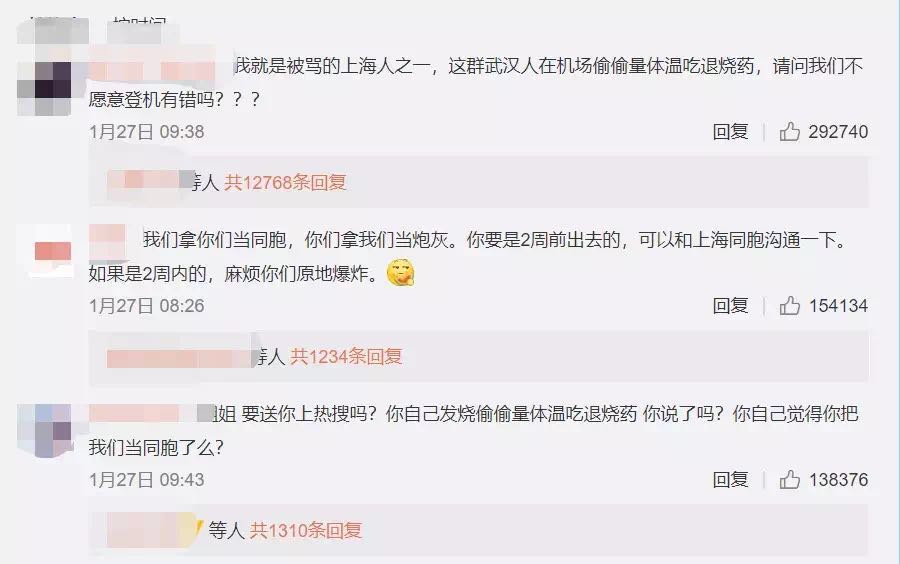 我就是被骂的上海人之一，这群武汉人在机场偷偷量体温吃退烧药，请问我们不
愿意登机有错吗？？？
1月27日 09:38
回复 292740
等人 共12768条回复
我们拿你们当同胞，你们拿我们当炮灰。你要是2周前出去的，可以和上海同胞沟通一下。
如果是2周内的，麻烦你们原地爆炸。
1月27日 08:26
回复 154134
等人 共1234条回复
姐 要送你上热搜吗？你自己发烧偷偷量体温吃退烧药 你说了吗？你自己觉得你把
我们当同胞了么？
1月27日 09:43
回复 138376
等人 共1310条回复